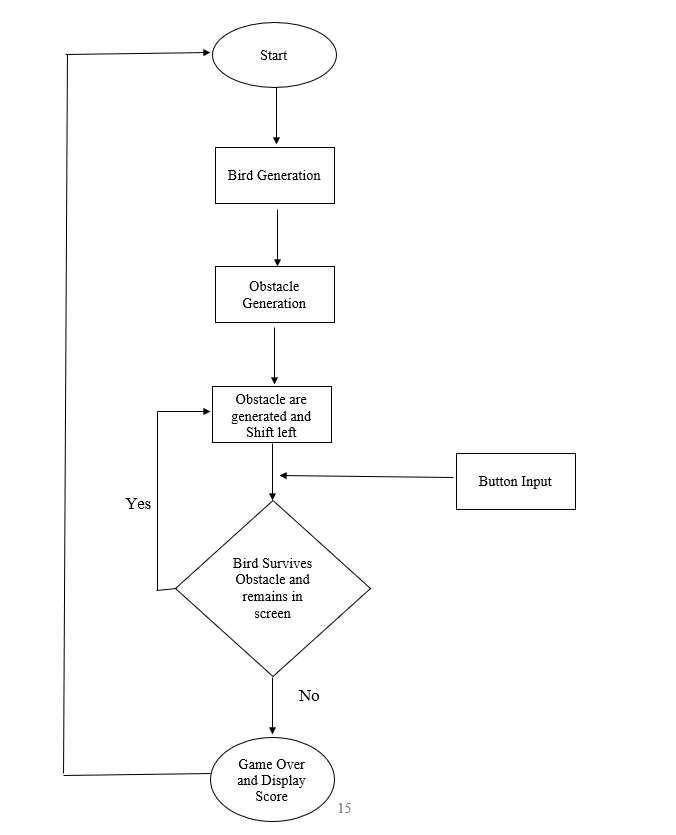 Start
Bird Generation
Obstacle
Generation
Obstacle are
generated and
Shift left
Button Input
Yes
Bird Survives
Obstacle and
remains in
screen
No
Game Over
and Display
Score
15